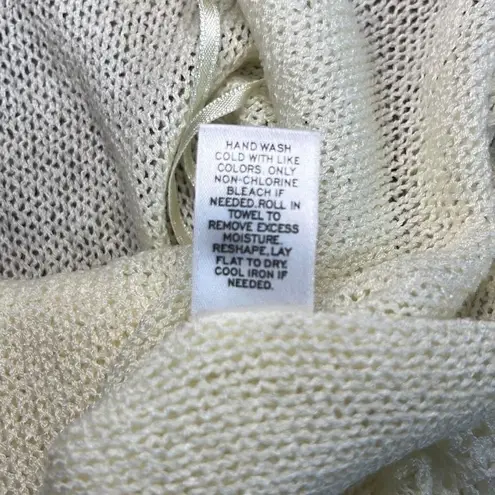 HAND WASH
COLD WITH LIKE
COLORS, ONLY
NON-CHLORINE
BLEACH IF
NEEDED.ROLL IN
TOWEL TO
REMOVE EXCESS
MOISTURE,
RESHAPE,LAY
FLAT TO DRY.
COOL IRON IF
NEEDED.